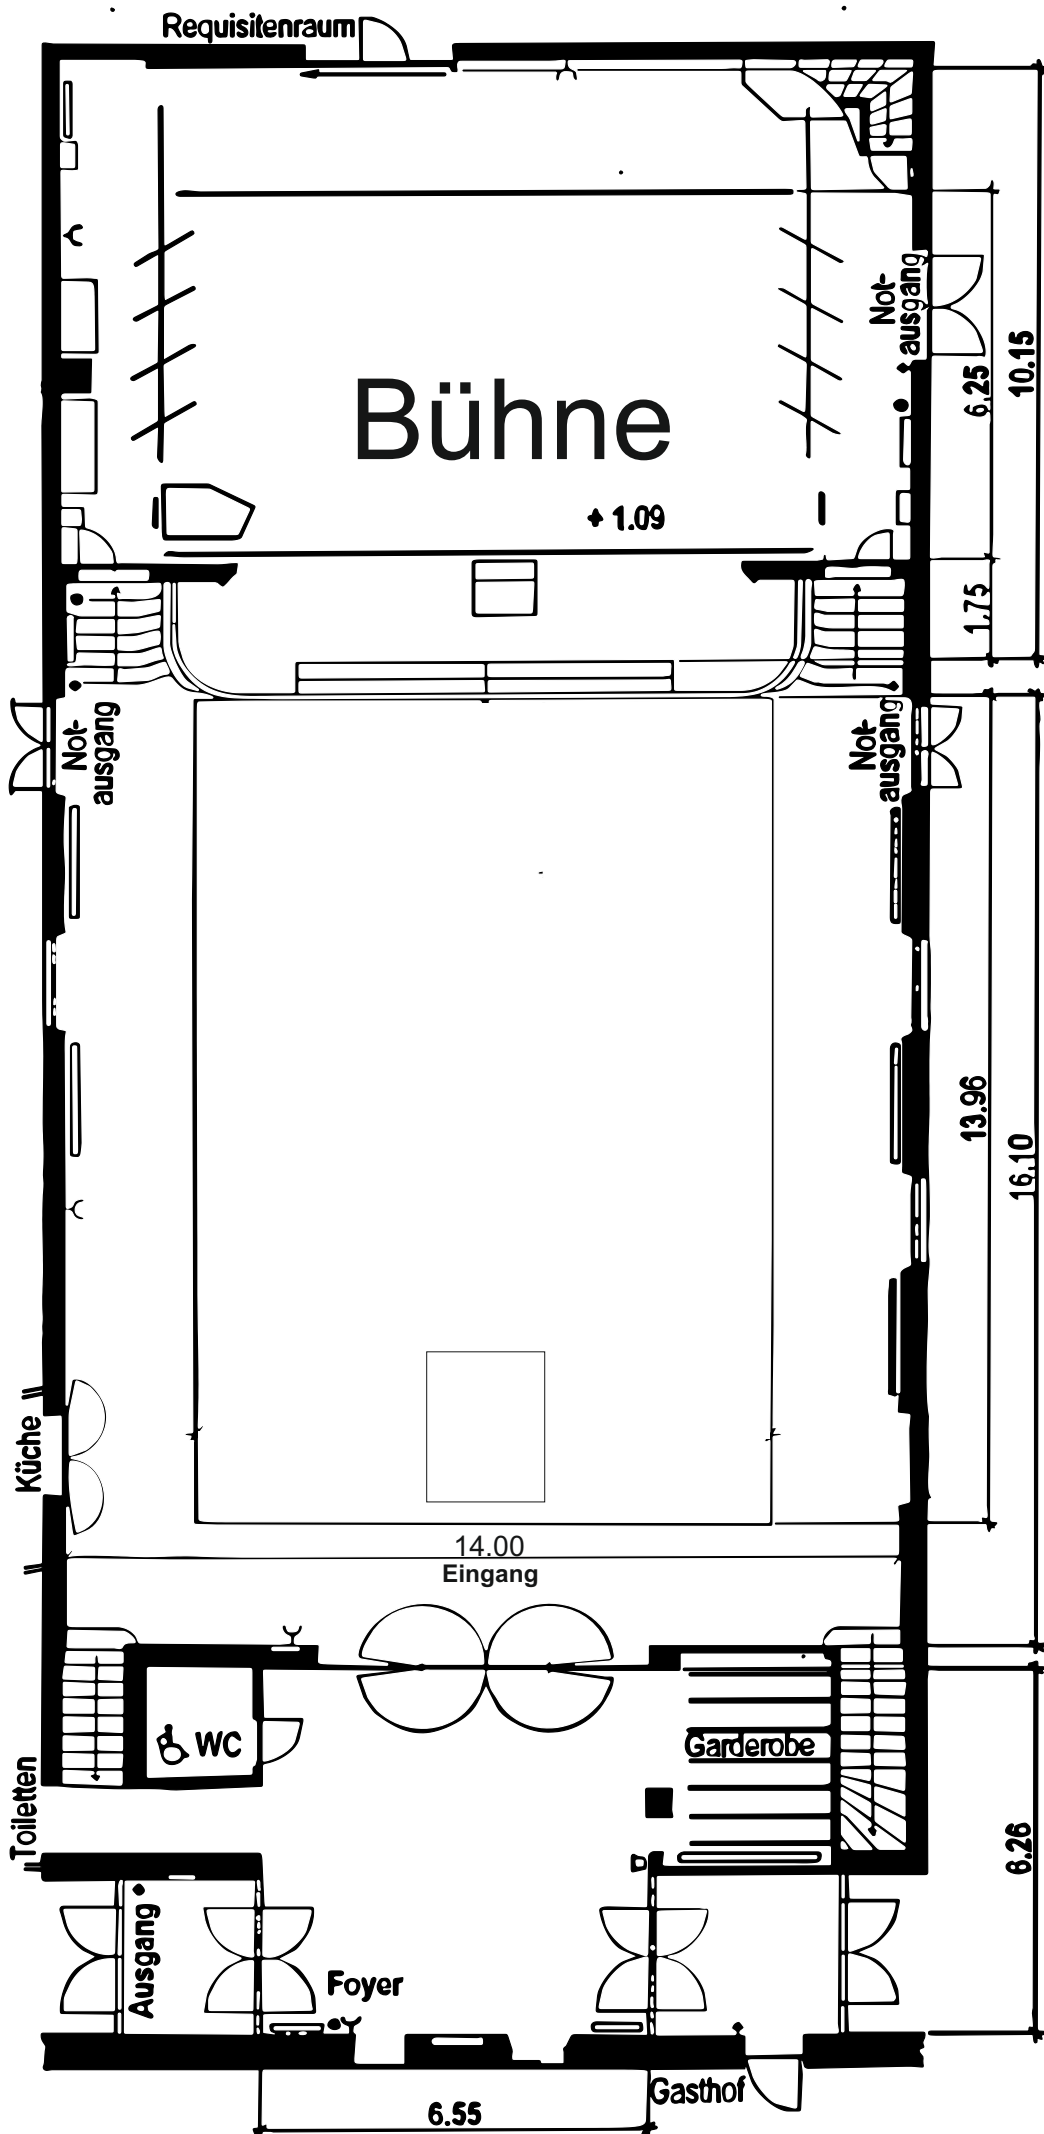 Requisitenraum
Not-
ausgang
6,25
10.15
Bühne
+ 1.09
1,75
Not-
ausgang
Not-
ausgang
13.96
16.10
Küche
14.00
Eingang
WC
Garderobe
Toiletten
6.26
Ausgang
Foyer
Gasthof
6.55